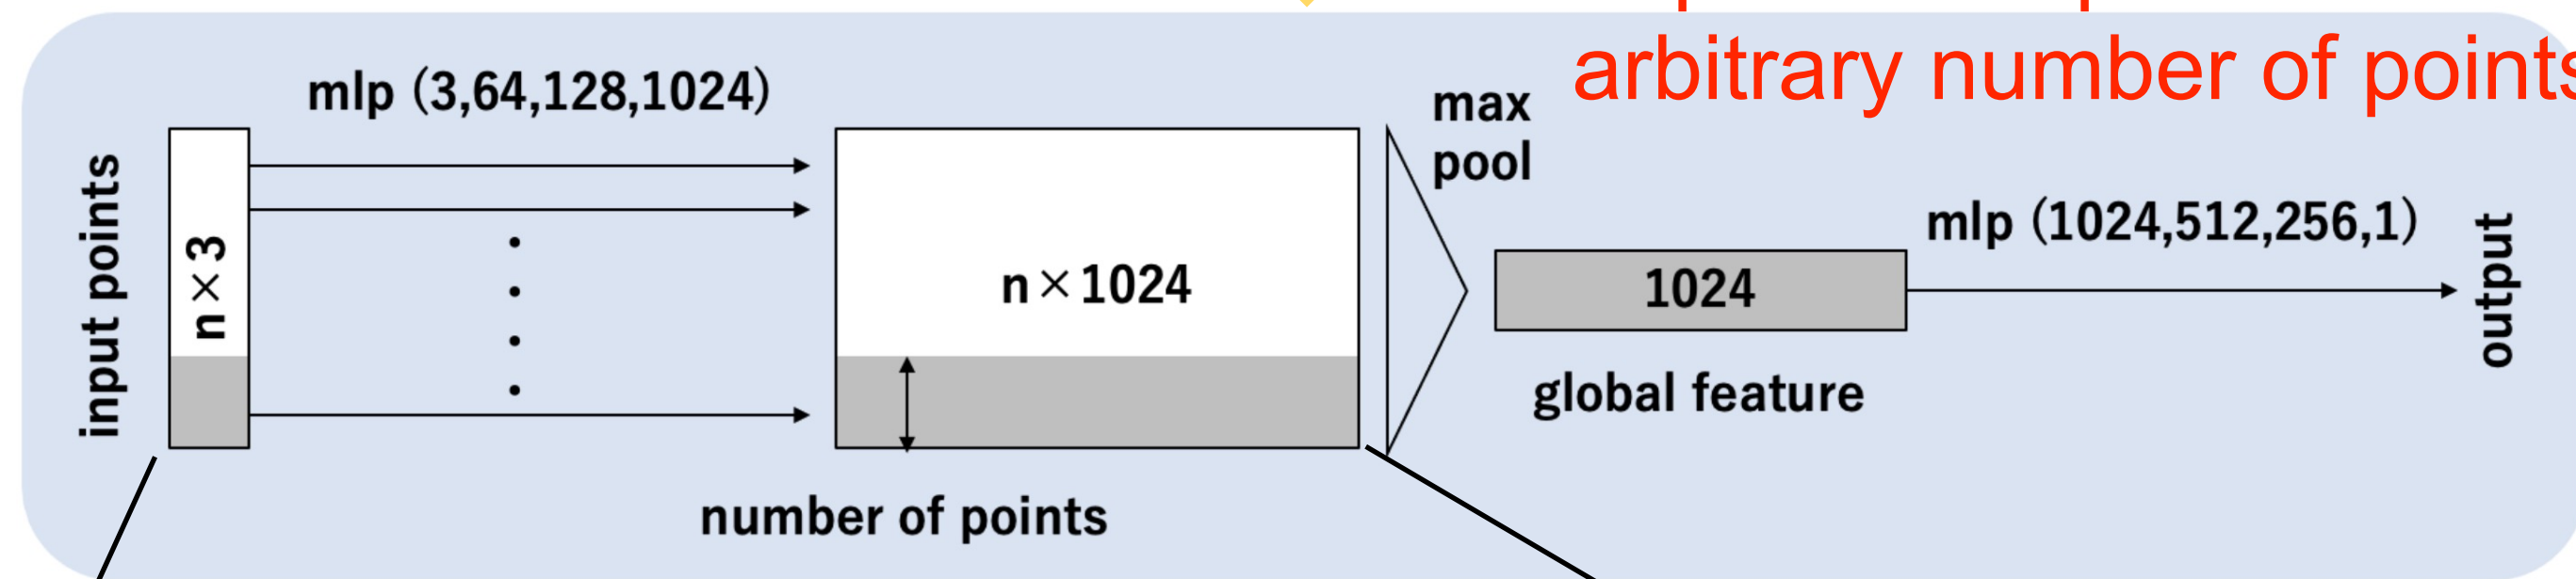 arbitrary number of points
mlp (3,64,128,1024)
max
pool
input points
n×3
n×1024
1024
mlp (1024,512,256,1)
output
global feature
number of points